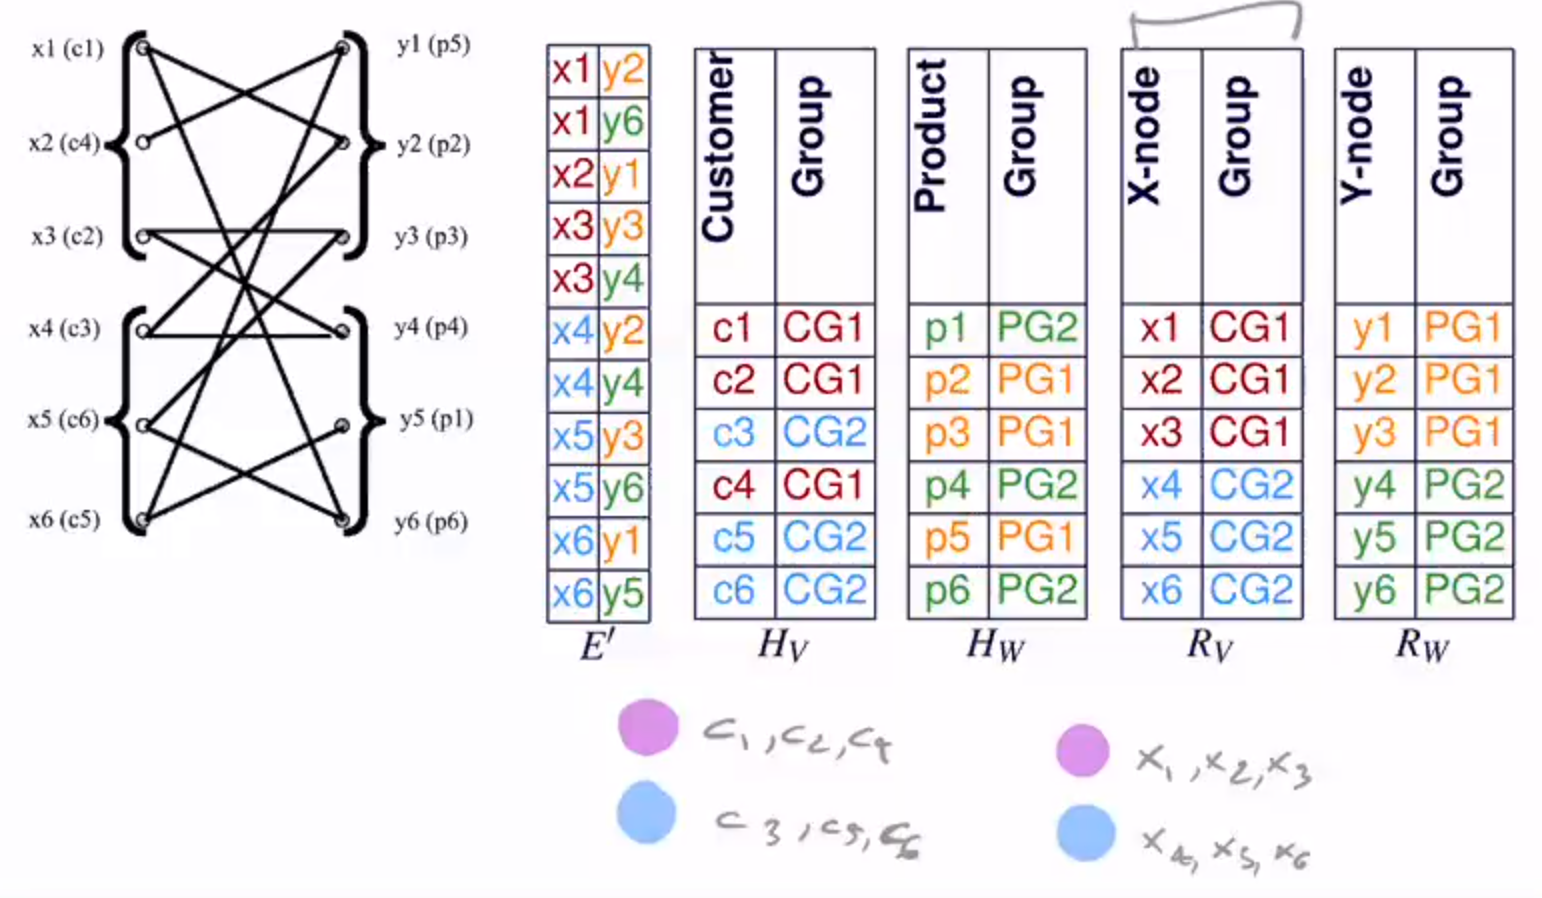 x1 (c1) y1 (p5)
x2 (c4) y2 (p2)
x3 (c2) y3 (p3)
x4 (c3) y4 (p4)
x5 (c6) y5 (p1)
x6 (c5) y6 (p6)
x1 y2
x1 y6
x2 y1
x3 y3
x3 y4
x4 y2
x4 y4
x5 y3
x5 y6
x6 y1
x6 y5
E'
Customer Group
c1 CG1
c2 CG1
c3 CG2
c4 CG1
c5 CG2
c6 CG2
H_V
Product Group
p1 PG2
p2 PG1
p3 PG1
p4 PG2
p5 PG1
p6 PG2
H_W
X-node Group
x1 CG1
x2 CG1
x3 CG1
x4 CG2
x5 CG2
x6 CG2
R_V
Y-node Group
y1 PG1
y2 PG1
y3 PG1
y4 PG2
y5 PG2
y6 PG2
R_W
c1, c2, c4
c3, c5, c6
x1, x2, x3
x4, x5, x6